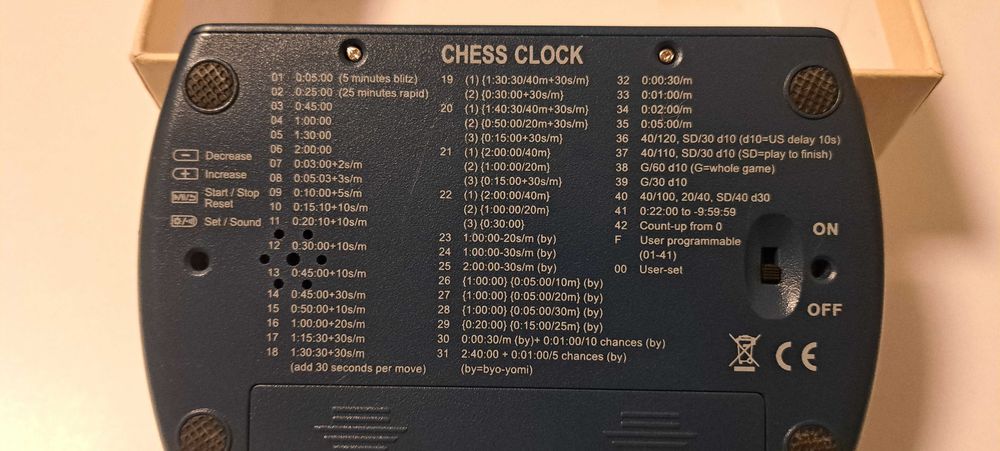 CHESS CLOCK
01 0:05:00 (5 minutes blitz)
02 0:25:00 (25 minutes rapid)
03 0:45:00
04 1:00:00
05 1:30:00
06 2:00:00
07 0:03:00+2s/m
08 0:05:03+3s/m
09 0:10:00+5s/m
10 0:15:10+10s/m
11 0:20:10+10s/m
12 0:30:00+10s/m
13 0:45:00+10s/m
14 0:45:00+30s/m
15 0:50:00+10s/m
16 1:00:00+20s/m
17 1:15:30+30s/m
18 1:30:30+30s/m
(add 30 seconds per move)
- Decrease
+ Increase
Start / Stop
Reset
Set / Sound
19 (1) {1:30:30/40m+30s/m}
(2) {0:30:00+30s/m}
20 (1) {1:40:30/40m+30s/m}
(2) {0:50:00/20m+30s/m}
(3) {0:15:00+30s/m}
21 (1) {2:00:00/40m}
(2) {1:00:00/20m}
(3) {0:15:00+30s/m}
22 (1) {2:00:00/40m}
(2) {1:00:00/20m}
(3) {0:30:00}
23 1:00:00-20s/m (by)
24 1:00:00-30s/m (by)
25 2:00:00-30s/m (by)
26 {1:00:00} {0:05:00/10m} (by)
27 {1:00:00} {0:05:00/20m} (by)
28 {1:00:00} {0:05:00/30m} (by)
29 {0:20:00} {0:15:00/25m} (by)
30 0:00:30/m (by)+ 0:01:00/10 chances (by)
31 2:40:00 + 0:01:00/5 chances (by)
(by=byo-yomi)
32 0:00:30/m
33 0:01:00/m
34 0:02:00/m
35 0:05:00/m
36 40/120, SD/30 d10 (d10=US delay 10s)
37 40/110, SD/30 d10 (SD=play to finish)
38 G/60 d10 (G=whole game)
39 G/30 d10
40 40/100, 20/40, SD/40 d30
41 0:22:00 to -9:59:59
42 Count-up from 0
F User programmable
(01-41)
00 User-set
ON
OFF
CE